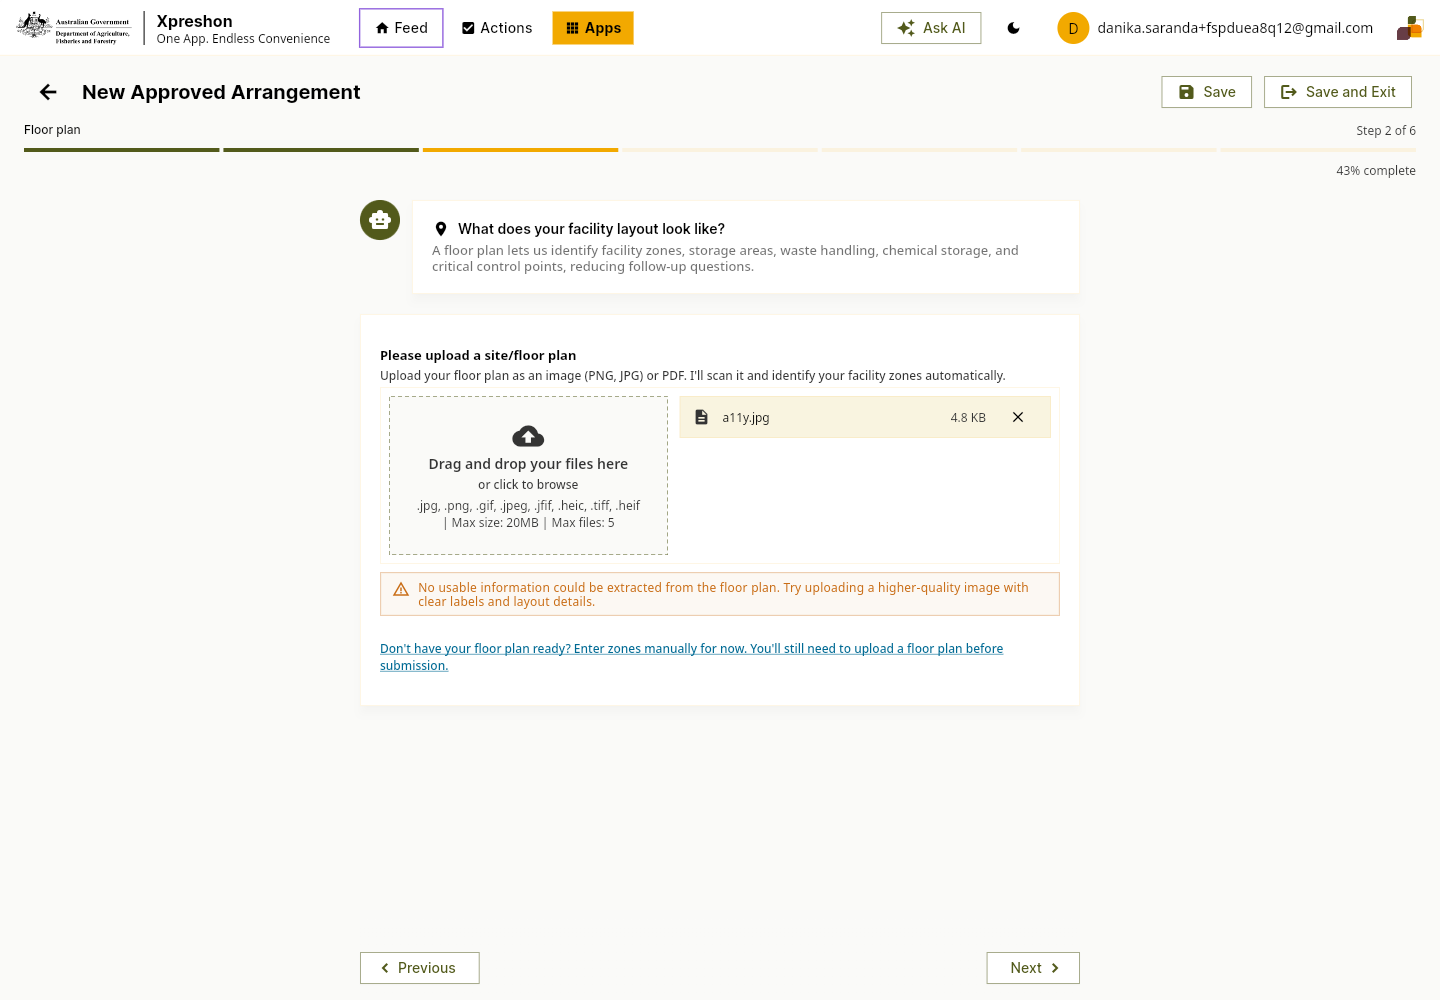 Australian Government
Department of Agriculture,
Fisheries and Forestry
Xpreshon
One App. Endless Convenience
Feed
Actions
Apps
Ask AI
D
danika.saranda+fspduea8q12@gmail.com
New Approved Arrangement
Save
Save and Exit
Floor plan
Step 2 of 6
43% complete
What does your facility layout look like?
A floor plan lets us identify facility zones, storage areas, waste handling, chemical storage, and
critical control points, reducing follow-up questions.
Please upload a site/floor plan
Upload your floor plan as an image (PNG, JPG) or PDF. I'll scan it and identify your facility zones automatically.
Drag and drop your files here
or click to browse
.jpg, .png, .gif, .jpeg, .jfif, .heic, .tiff, .heif
| Max size: 20MB | Max files: 5
a11y.jpg
4.8 KB
No usable information could be extracted from the floor plan. Try uploading a higher-quality image with
clear labels and layout details.
Don't have your floor plan ready? Enter zones manually for now. You'll still need to upload a floor plan before
submission.
Previous
Next